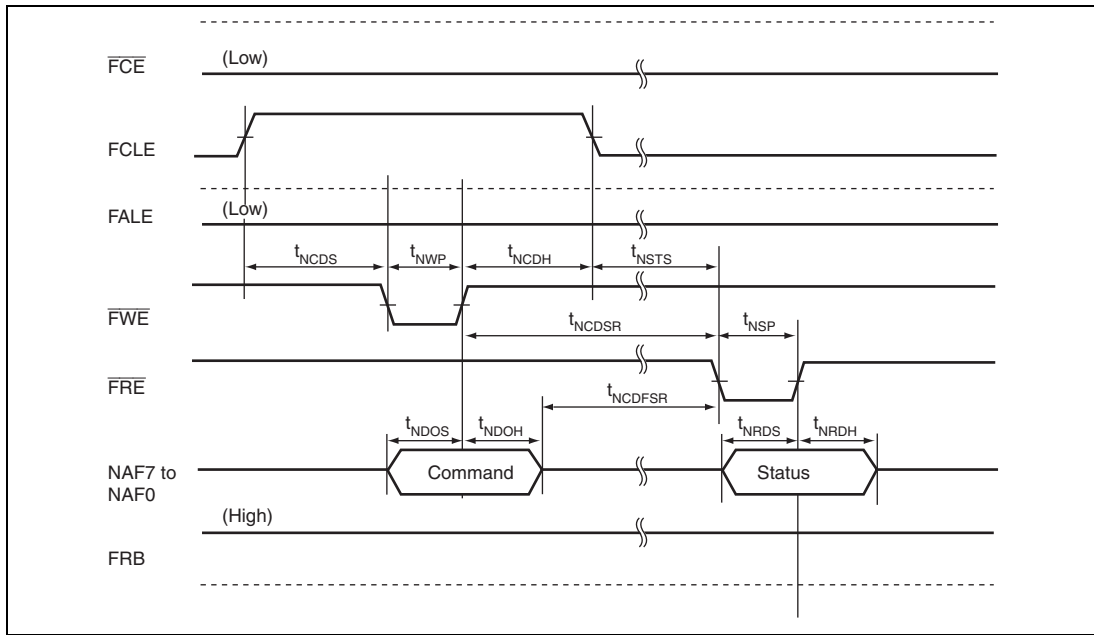 FCE (Low)
FCLE
FALE (Low)
tNCDS tNWP tNCDH tNSTS
FWE
tNCDSR tNSP
FRE
tNCDFSR
tNDOS tNDOH tNRDS tNRDH
NAF7 to
NAF0
Command Status
(High)
FRB